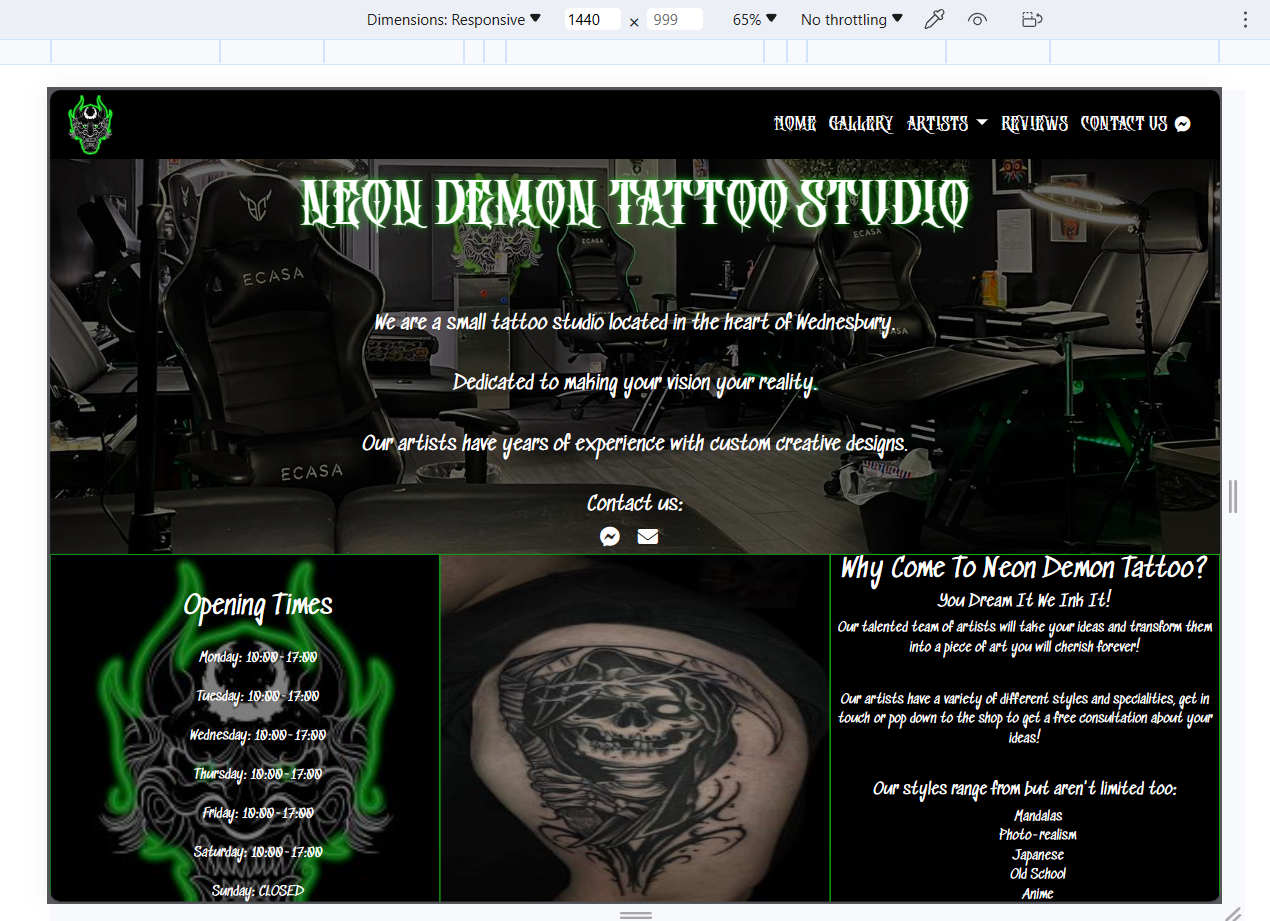 Dimensions: Responsive
1440 × 999
65%
No throttling
HOME GALLERY ARTISTS REVIEWS CONTACT US
NEON DEMON TATTOO STUDIO
ECASA
ECASA
ECASA
ECASA
We are a small tattoo studio located in the heart of Wednesbury.
Dedicated to making your vision your reality.
Our artists have years of experience with custom creative designs.
Contact us:
Opening Times
Monday: 10:00-17:00
Tuesday: 10:00-17:00
Wednesday: 10:00-17:00
Thursday: 10:00-17:00
Friday: 10:00-17:00
Saturday: 10:00-17:00
Sunday: CLOSED
Why Come To Neon Demon Tattoo?
You Dream It We Ink It!
Our talented team of artists will take your ideas and transform them
into a piece of art you will cherish forever!
Our artists have a variety of different styles and specialities, get in
touch or pop down to the shop to get a free consultation about your
ideas!
Our styles range from but aren't limited too:
Mandalas
Photo-realism
Japanese
Old School
Anime